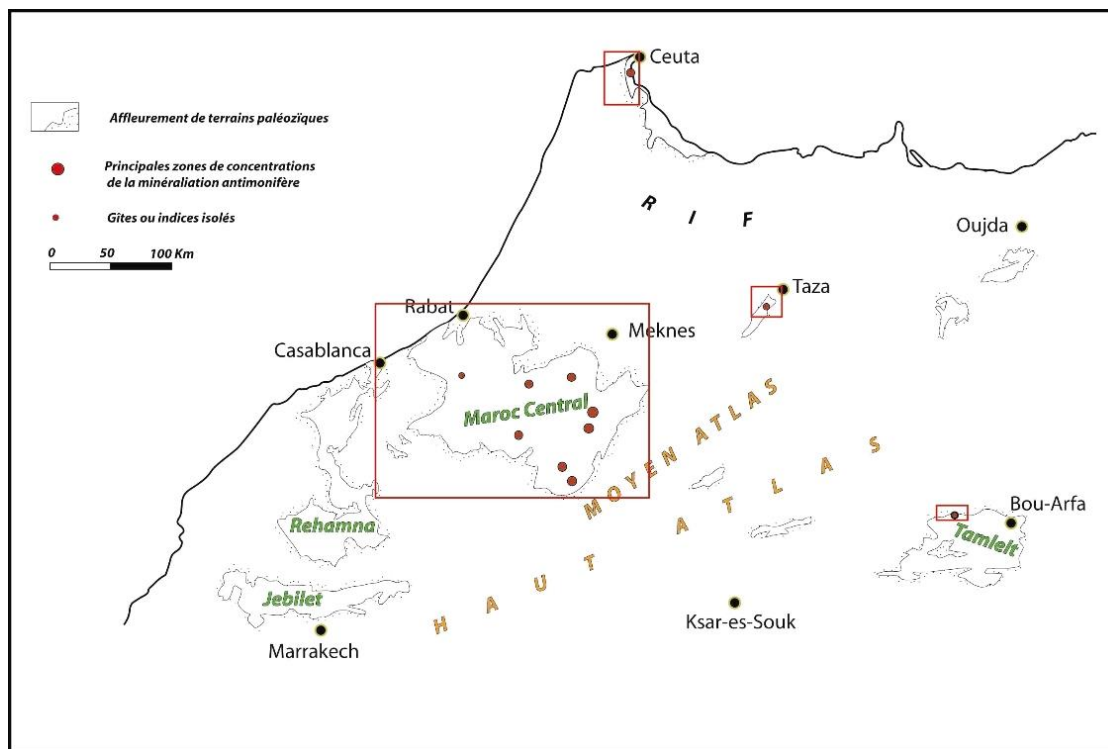 Ceuta
Affleurement de terrains paléozïques
Principales zones de concentrations
de la minéraliation antimonifère
Gites ou indices isolés
0 50 100 Km
RIF
Oujda
Taza
Rabat
Meknes
Casablanca
Maroc Central
MOYEN ATLAS
HAUT ATLAS
Rehamna
Bou-Arfa
Tamlelt
Jebilet
Ksar-es-Souk
Marrakech